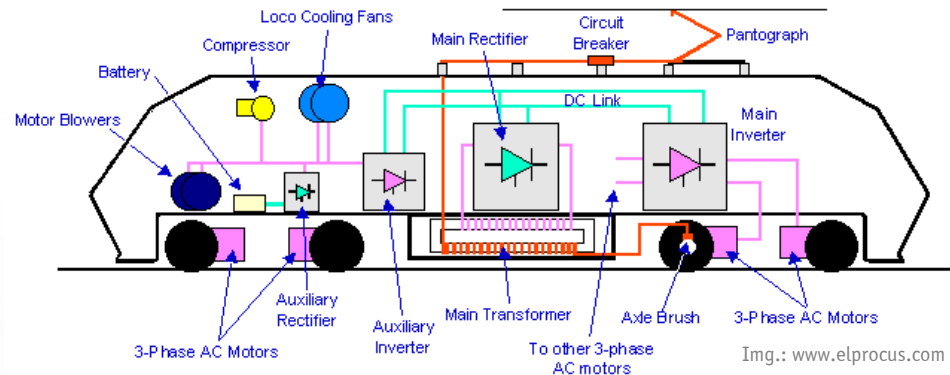 Loco Cooling Fans
Compressor
Battery
Motor Blowers
Main Rectifier
Circuit
Breaker
Pantograph
DC Link
Main
Inverter
3-Phase AC Motors
Auxiliary
Rectifier
Auxiliary
Inverter
Main Transformer
To other 3-phase
AC motors
Axle Brush
3-Phase AC Motors
Img.: www.elprocus.com